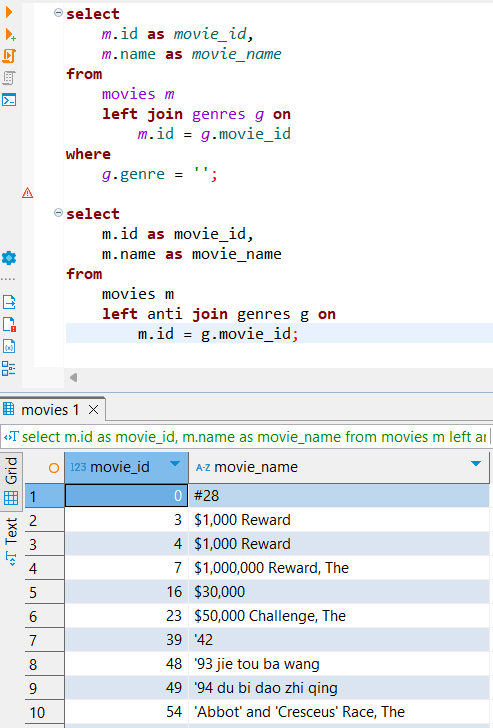 select
m.id as movie_id,
m.name as movie_name
from
movies m
left join genres g on
m.id = g.movie_id
where
g.genre = '';
select
m.id as movie_id,
m.name as movie_name
from
movies m
left anti join genres g on
m.id = g.movie_id;
movies 1
select m.id as movie_id, m.name as movie_name from movies m left an
Grid
Text
123 movie_id A-Z movie_name
1 0 #28
2 3 $1,000 Reward
3 4 $1,000 Reward
4 7 $1,000,000 Reward, The
5 16 $30,000
6 23 $50,000 Challenge, The
7 39 '42
8 48 '93 jie tou ba wang
9 49 '94 du bi dao zhi qing
10 54 'Abbot' and 'Cresceus' Race, The